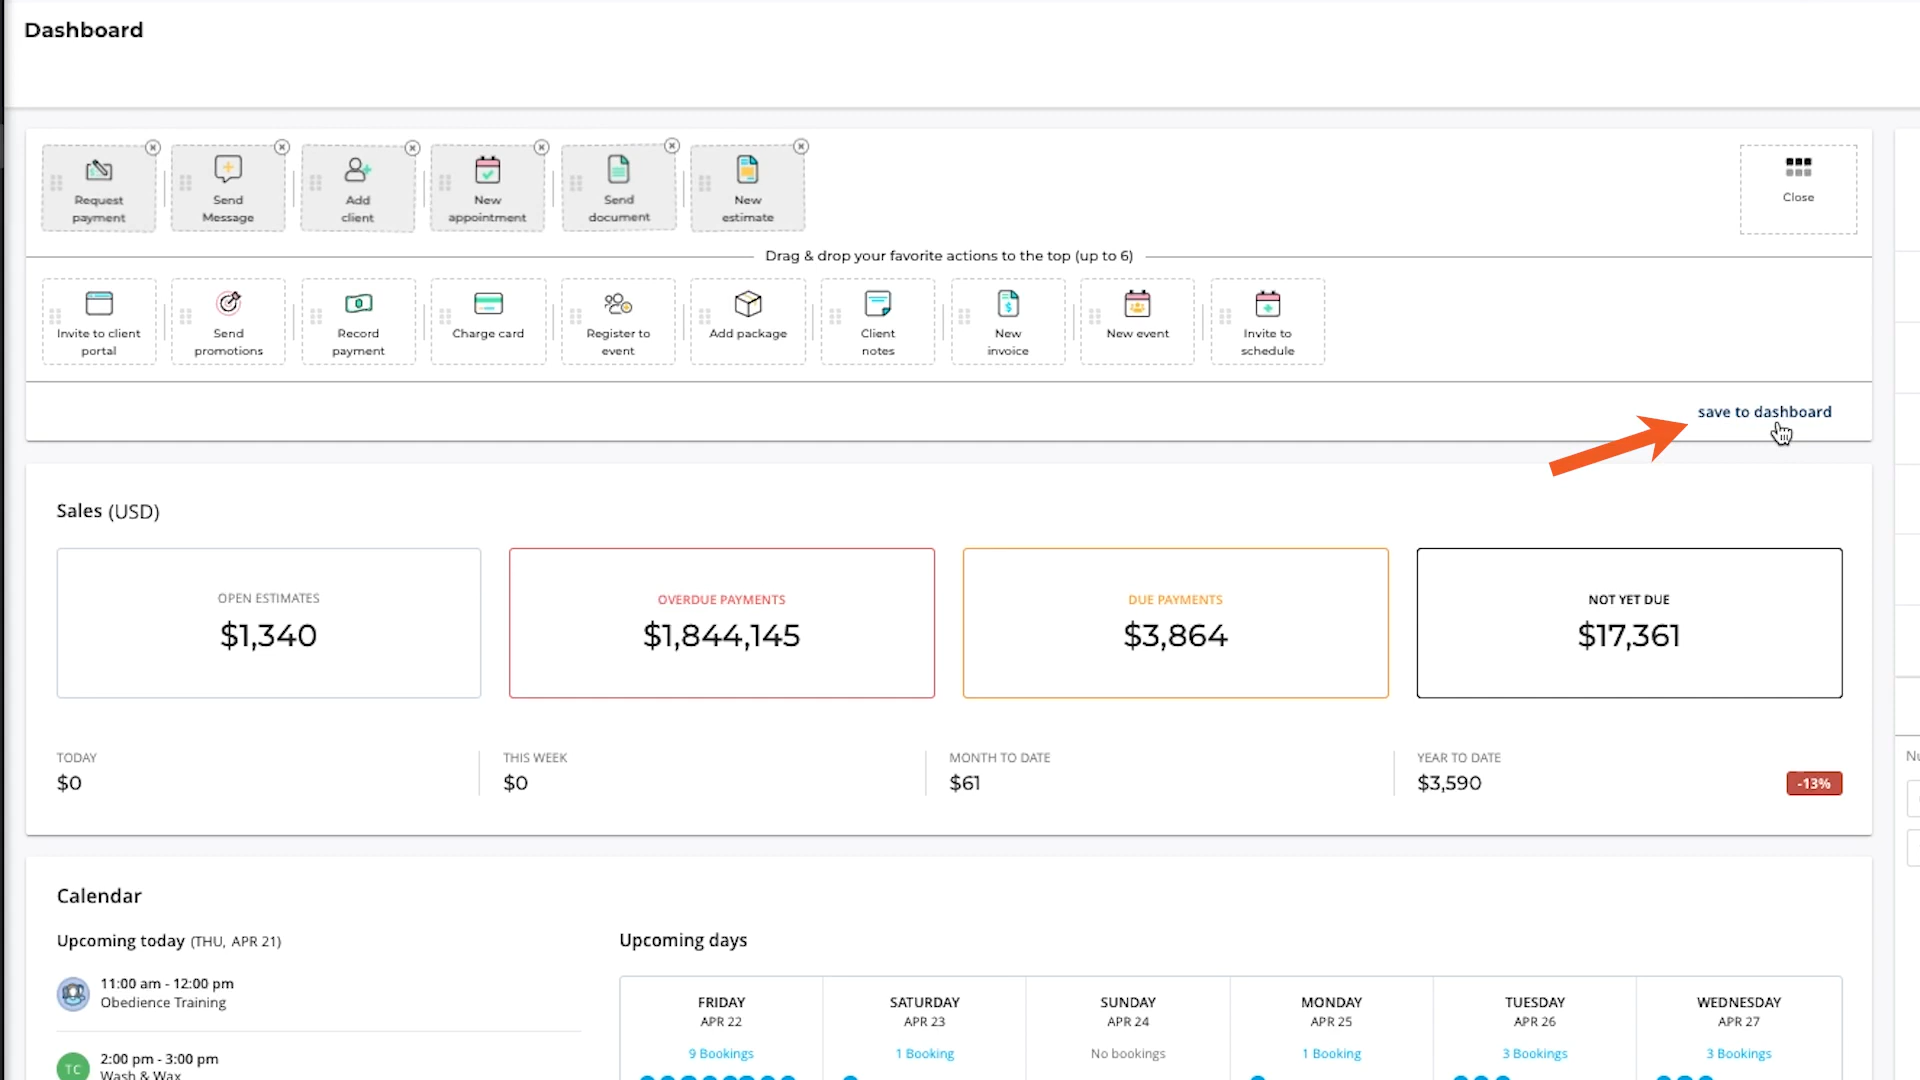 Dashboard
Request payment
Send Message
Add client
New appointment
Send document
New estimate
Close
Drag & drop your favorite actions to the top (up to 6)
Invite to client portal
Send promotions
Record payment
Charge card
Register to event
Add package
Client notes
New invoice
New event
Invite to schedule
save to dashboard
Sales (USD)
OPEN ESTIMATES
$1,340
OVERDUE PAYMENTS
$1,844,145
DUE PAYMENTS
$3,864
NOT YET DUE
$17,361
TODAY
$0
THIS WEEK
$0
MONTH TO DATE
$61
YEAR TO DATE
$3,590
-13%
Calendar
Upcoming today (THU, APR 21)
11:00 am - 12:00 pm
Obedience Training
TC
2:00 pm - 3:00 pm
Wash & Wax
Upcoming days
FRIDAY
APR 22
9 Bookings
SATURDAY
APR 23
1 Booking
SUNDAY
APR 24
No bookings
MONDAY
APR 25
1 Booking
TUESDAY
APR 26
3 Bookings
WEDNESDAY
APR 27
3 Bookings